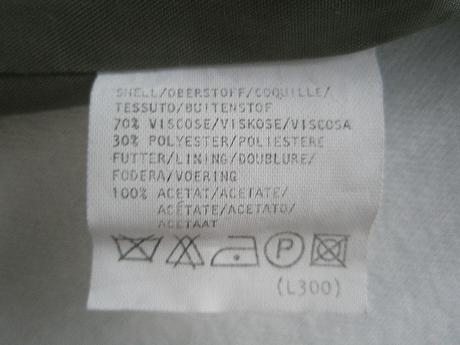 SHELL/OBERSTOFF/COQUILLE/
TESSUTO/BUITENSTOF
70% VISCOSE/VISKOSE/VISCOSA
30% POLYESTER/POLIESTERE
FUTTER/LINING/DOUBLURE/
FODERA/VOERING
100% ACETAT/ACETATE/
ACÉTATE/ACETATO/
ACETAAT
P
(L300)